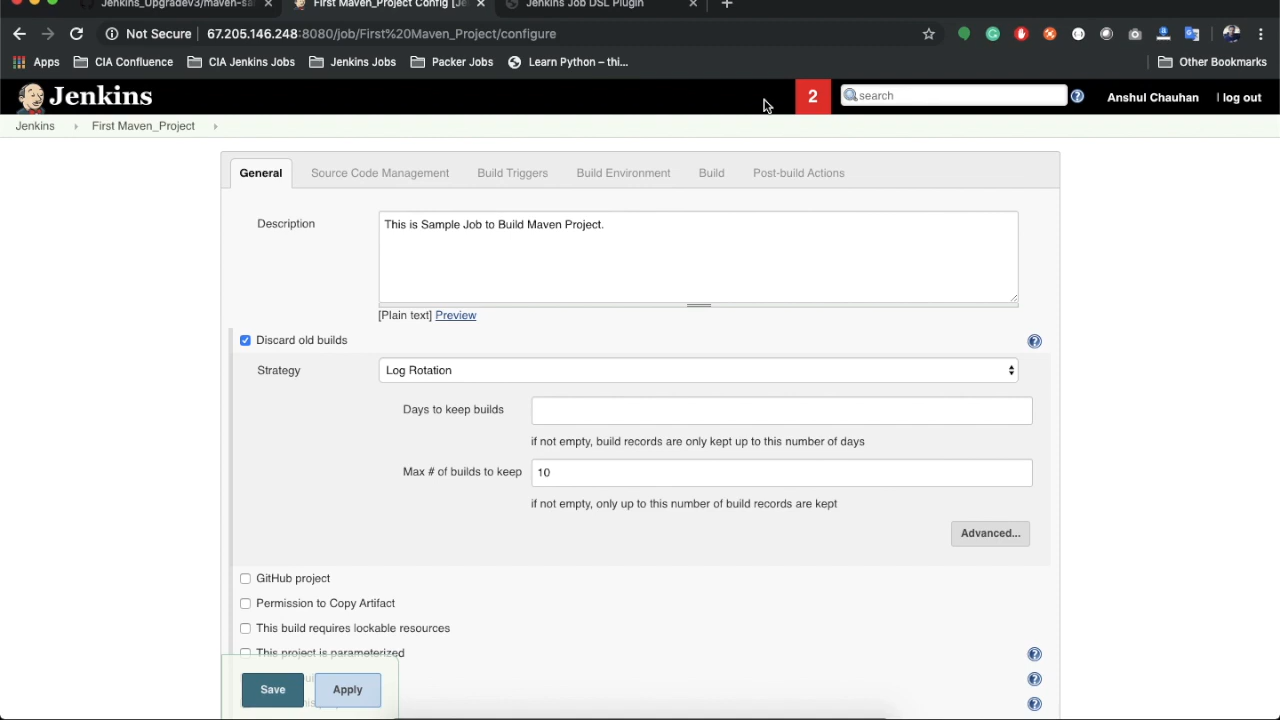 Jenkins_Upgradev3/maven-sa
First Maven_Project Config [Je
Jenkins Job DSL Plugin
Not Secure
67.205.146.248:8080/job/First%20Maven_Project/configure
Apps
CIA Confluence
CIA Jenkins Jobs
Jenkins Jobs
Packer Jobs
Learn Python – thi...
Other Bookmarks
Jenkins
2
search
Anshul Chauhan
| log out
Jenkins
First Maven_Project
General
Source Code Management
Build Triggers
Build Environment
Build
Post-build Actions
Description
This is Sample Job to Build Maven Project.
[Plain text] Preview
Discard old builds
Strategy
Log Rotation
Days to keep builds
if not empty, build records are only kept up to this number of days
Max # of builds to keep
10
if not empty, only up to this number of build records are kept
Advanced...
GitHub project
Permission to Copy Artifact
This build requires lockable resources
This project is parameterized
Save
Apply